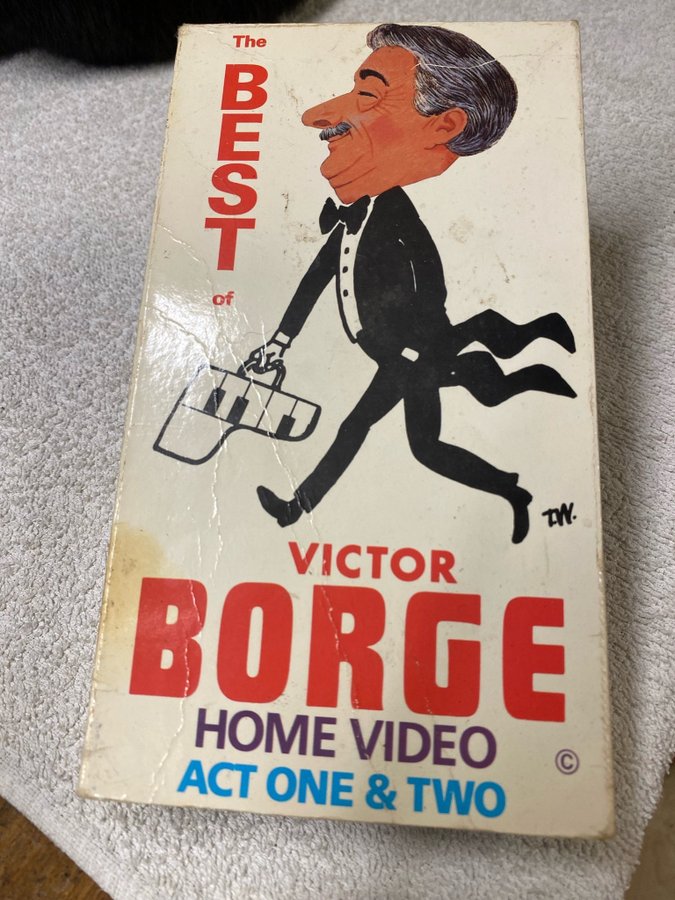 The
BEST
of
T.W.
VICTOR
BORGE
HOME VIDEO
©
ACT ONE & TWO